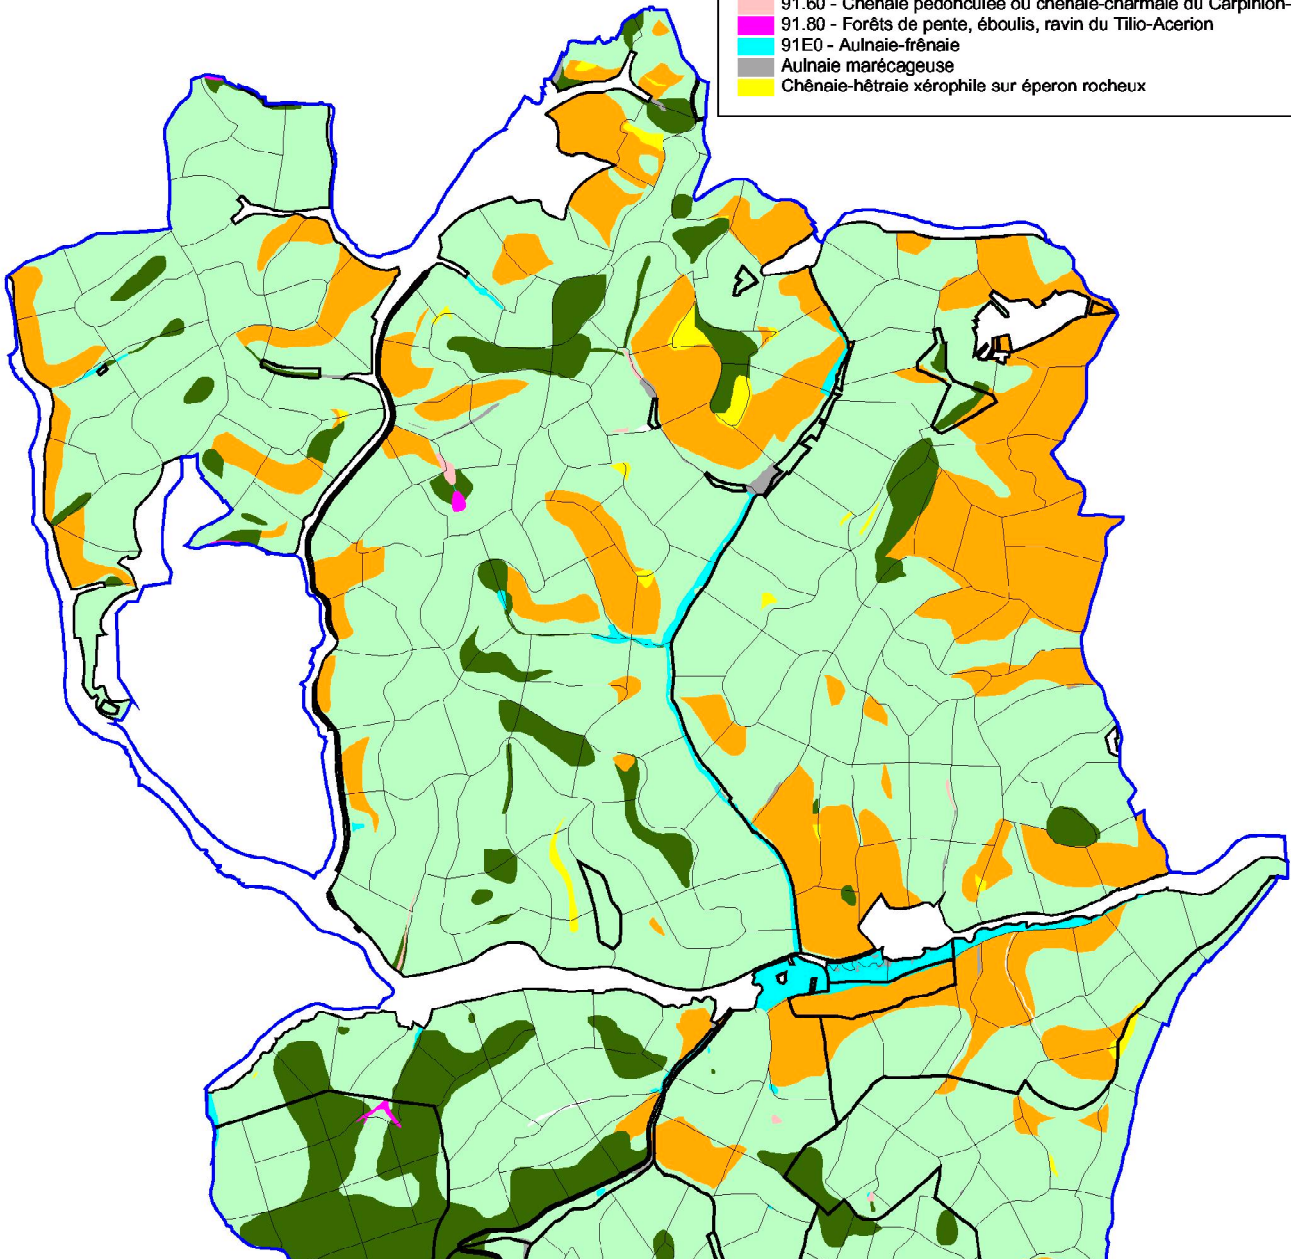 91.60 - Chênaie pédonculée ou chênaie-charmaie du Carpinion-
91.80 - Forêts de pente, éboulis, ravin du Tilio-Acerion
91E0 - Aulnaie-frênaie
Aulnaie marécageuse
Chênaie-hêtraie xérophile sur éperon rocheux